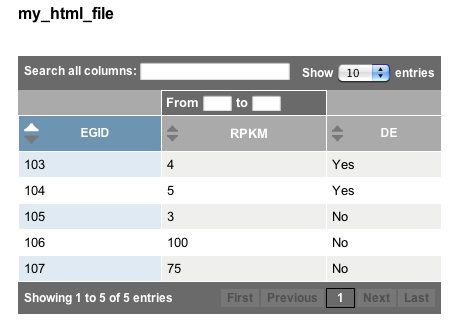 my_html_file
Search all columns: Show 10 entries
From to
EGID RPKM DE
103 4 Yes
104 5 Yes
105 3 No
106 100 No
107 75 No
Showing 1 to 5 of 5 entries First Previous 1 Next Last